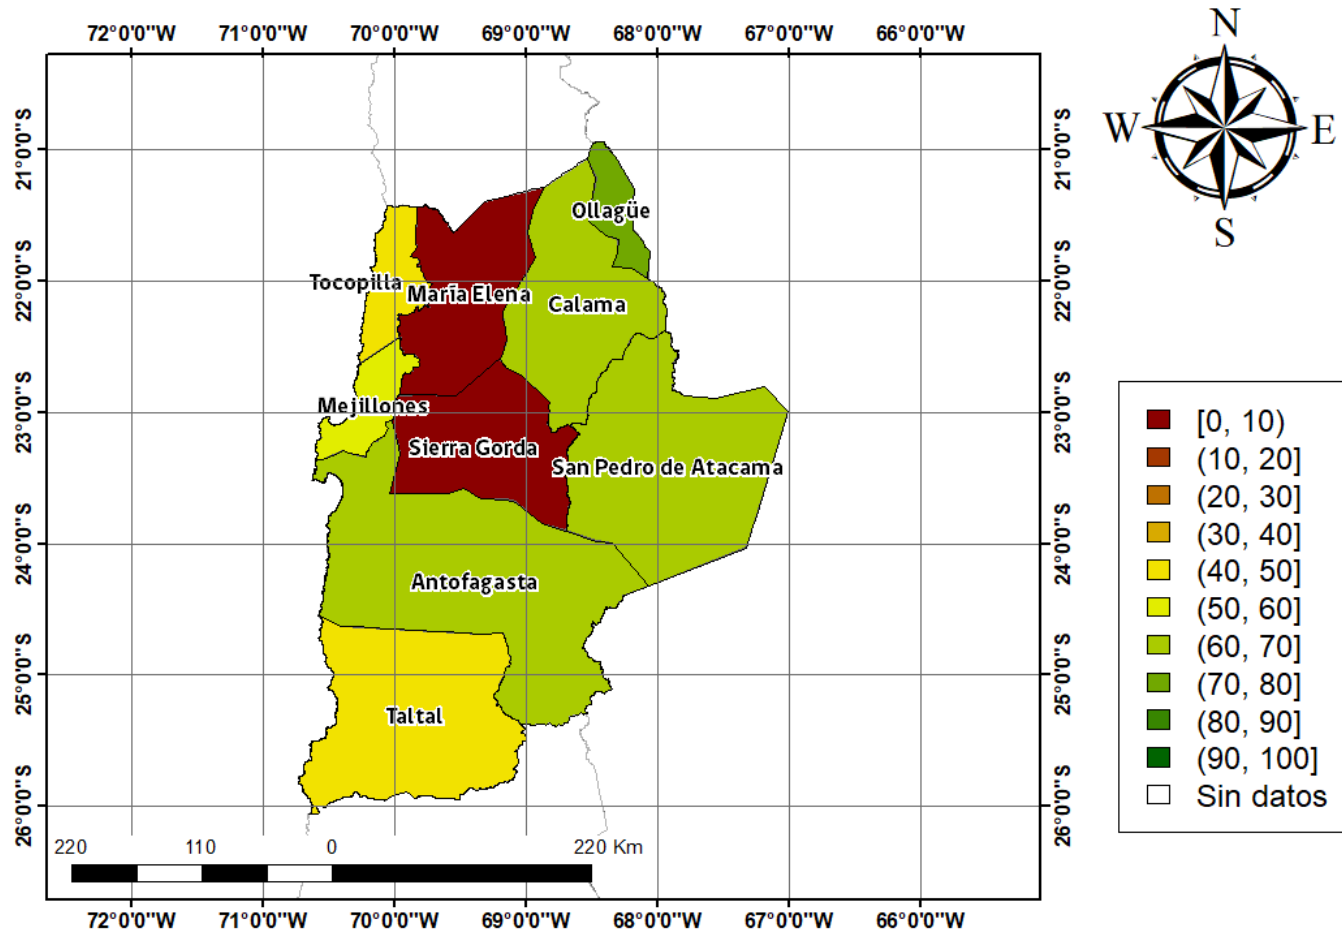 72°0'0"W 71°0'0"W 70°0'0"W 69°0'0"W 68°0'0"W 67°0'0"W 66°0'0"W
N
W E
S
21°0'0"S 21°0'0"S
Ollagüe
Tocopilla
22°0'0"S 22°0'0"S
María Elena
Calama
Mejillones
23°0'0"S 23°0'0"S
Sierra Gorda
San Pedro de Atacama
24°0'0"S 24°0'0"S
Antofagasta
25°0'0"S 25°0'0"S
Taltal
26°0'0"S 26°0'0"S
220 110 0 220 Km
72°0'0"W 71°0'0"W 70°0'0"W 69°0'0"W 68°0'0"W 67°0'0"W 66°0'0"W
[0, 10)
(10, 20]
(20, 30]
(30, 40]
(40, 50]
(50, 60]
(60, 70]
(70, 80]
(80, 90]
(90, 100]
Sin datos